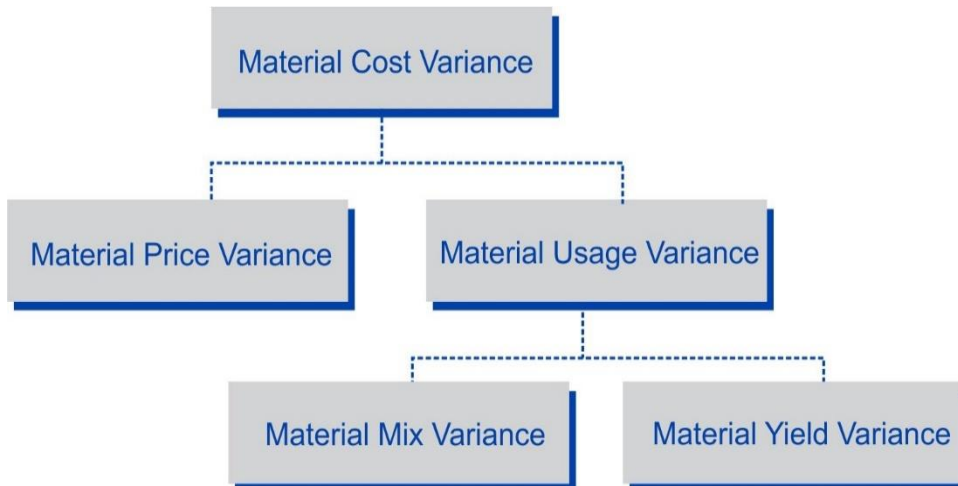 Material Cost Variance
Material Price Variance
Material Usage Variance
Material Mix Variance
Material Yield Variance